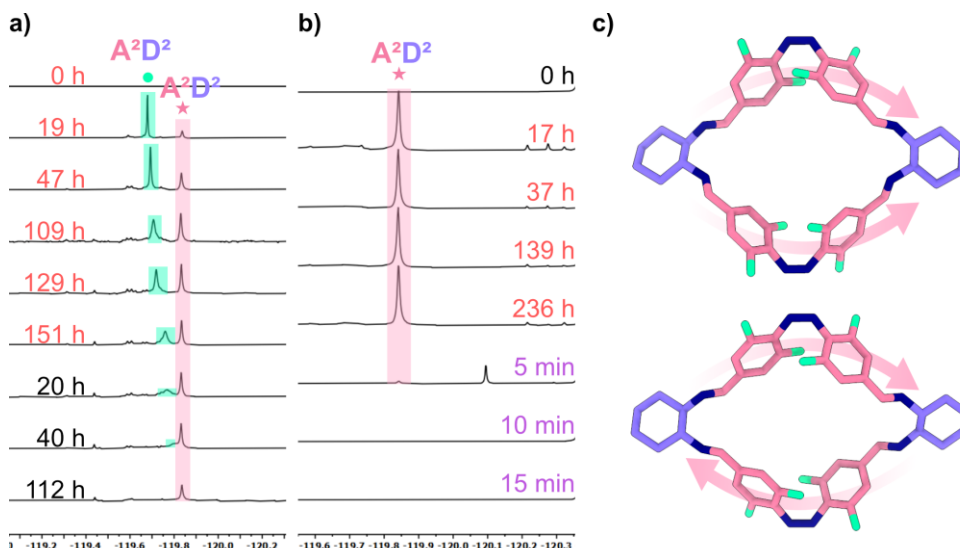 a)
A²D²
A²D²
0 h
19 h
47 h
109 h
129 h
151 h
20 h
40 h
112 h
-119.4
-119.6
-119.8
-120.0
-120.2
b)
A²D²
0 h
17 h
37 h
139 h
236 h
5 min
10 min
15 min
-119.6
-119.7
-119.8
-119.9
-120.0
-120.1
-120.2
-120.3
c)